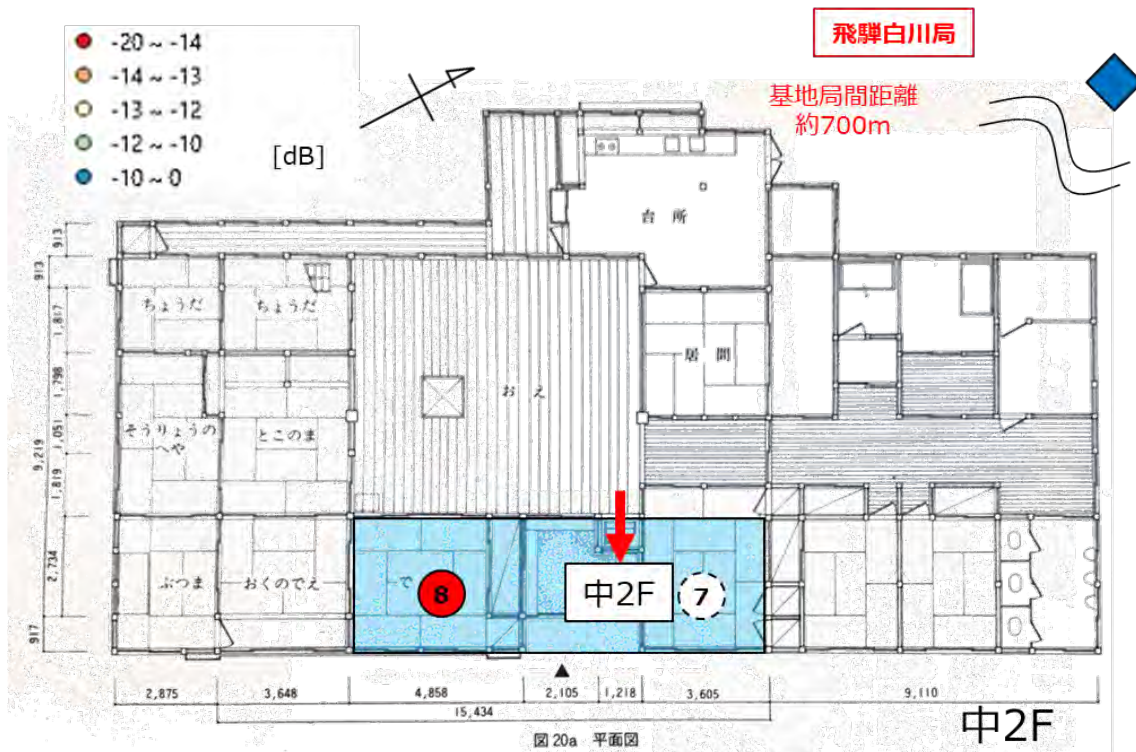 -20 ~ -14
-14 ~ -13
-13 ~ -12
-12 ~ -10
-10 ~ 0
[dB]
飛騨白川局
基地局間距離
約700m
台所
ちょうだ
ちょうだ
居間
おえ
そうりょうの
へや
とこのま
ぶつま
おくのでえ
で
8
中2F
7
913
913
1,817
1,798
1,051
1,819
9,219
2,734
917
2,875
3,648
4,858
2,105
1,218
3,605
9,110
15,434
中2F
図20a 平面図